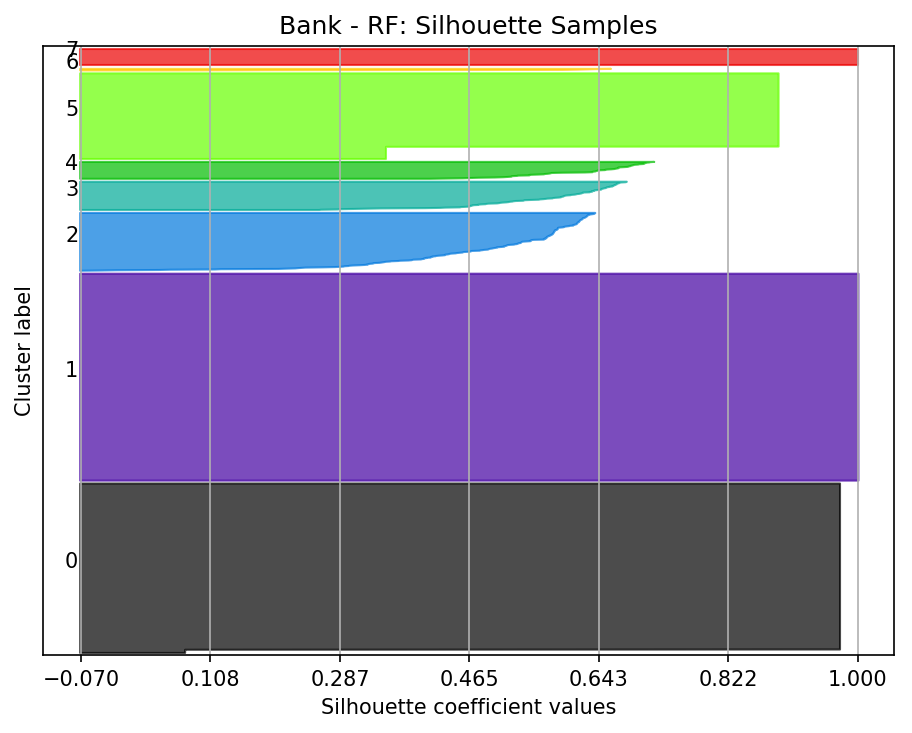 Bank - RF: Silhouette Samples
7
6
5
4
3
2
1
0
Cluster label
−0.070 0.108 0.287 0.465 0.643 0.822 1.000
Silhouette coefficient values